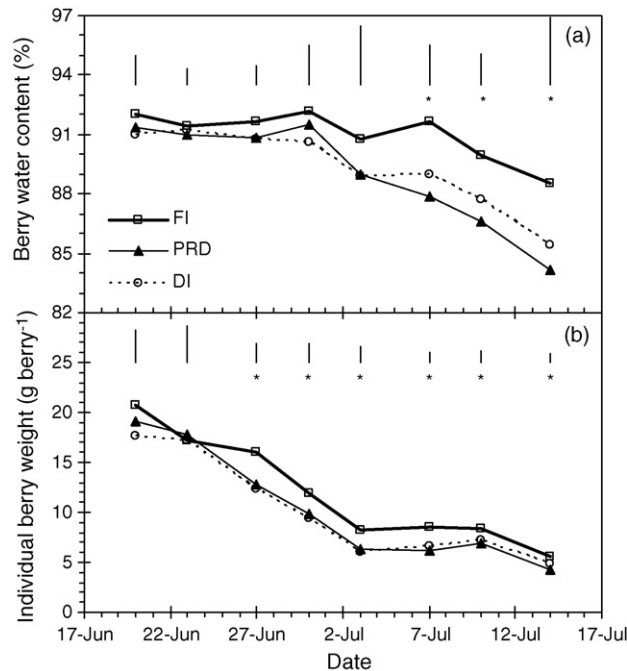 97
(a)
94
* * *
91
88
FI
PRD
DI
85
82
Berry water content (%)
30
(b)
25
* * * * * *
20
15
10
5
0
Individual berry weight (g berry⁻¹)
17-Jun 22-Jun 27-Jun 2-Jul 7-Jul 12-Jul 17-Jul
Date